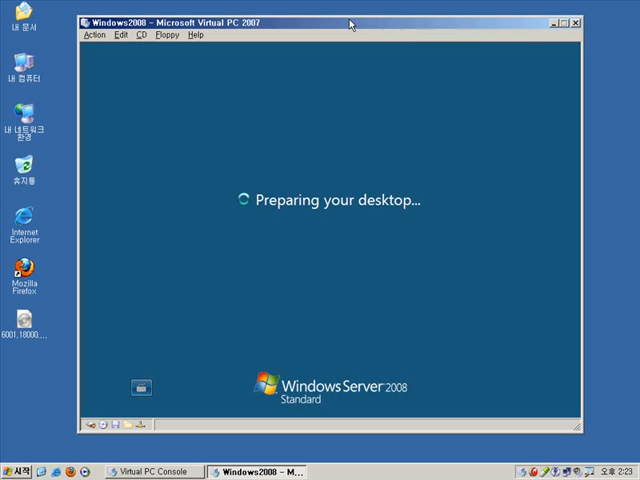 내 문서
내 컴퓨터
내 네트워크
환경
휴지통
Internet
Explorer
Mozilla
Firefox
6001,18000,...
Windows2008 - Microsoft Virtual PC 2007
Action Edit CD Floppy Help
Preparing your desktop...
Windows Server 2008
Standard
시작
Virtual PC Console
Windows2008 - M...
오후 2:23